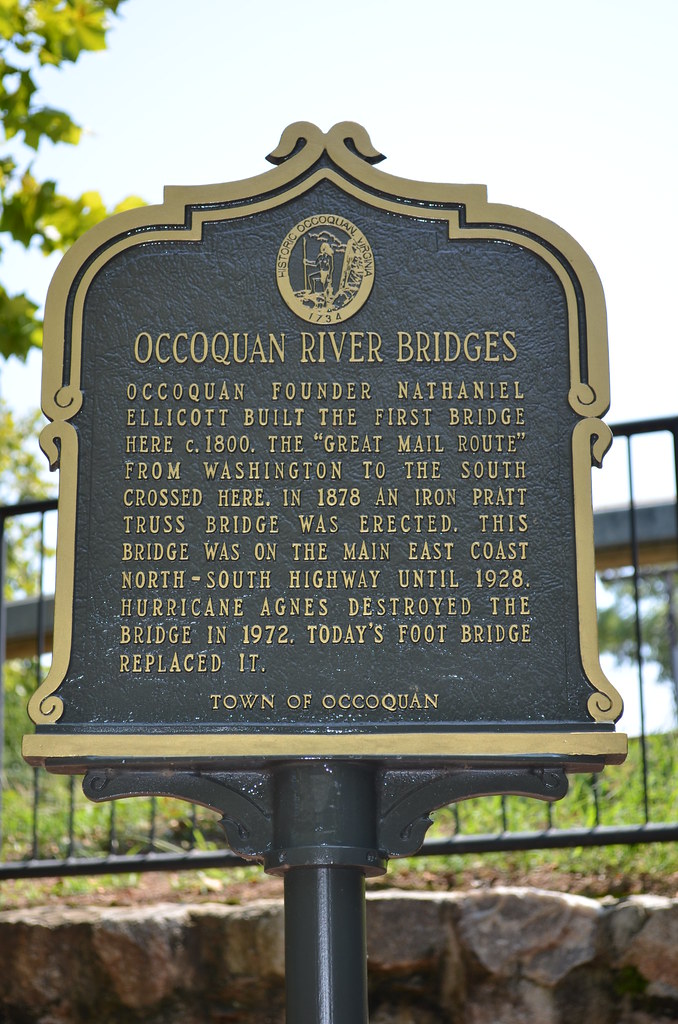 HISTORIC OCCOQUAN, VIRGINIA
1734
OCCOQUAN RIVER BRIDGES
OCCOQUAN FOUNDER NATHANIEL
ELLICOTT BUILT THE FIRST BRIDGE
HERE c. 1800. THE “GREAT MAIL ROUTE”
FROM WASHINGTON TO THE SOUTH
CROSSED HERE. IN 1878 AN IRON PRATT
TRUSS BRIDGE WAS ERECTED. THIS
BRIDGE WAS ON THE MAIN EAST COAST
NORTH-SOUTH HIGHWAY UNTIL 1928.
HURRICANE AGNES DESTROYED THE
BRIDGE IN 1972. TODAY'S FOOT BRIDGE
REPLACED IT.
TOWN OF OCCOQUAN